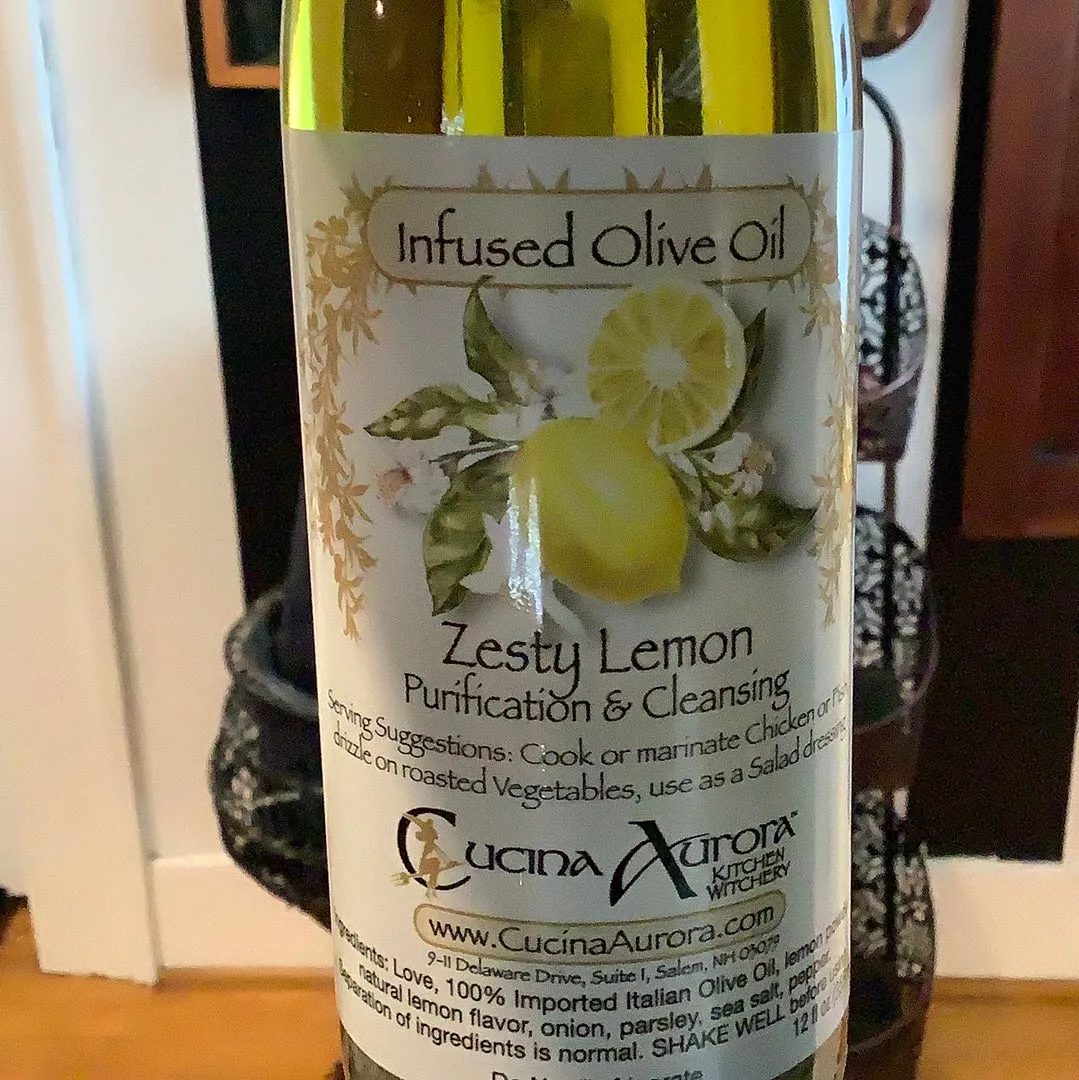 Infused Olive Oil
Zesty Lemon
Purification & Cleansing
Serving Suggestions: Cook or marinate Chicken or Fish,
drizzle on roasted Vegetables, use as a Salad dressing
Cucina Aurora™
KITCHEN
WITCHERY
www.CucinaAurora.com
9-11 Delaware Drive, Suite 1, Salem, NH 03079
Ingredients: Love, 100% Imported Italian Olive Oil, lemon
natural lemon flavor, onion, parsley, sea salt, pepper.
Separation of ingredients is normal. SHAKE WELL before use
12 fl oz